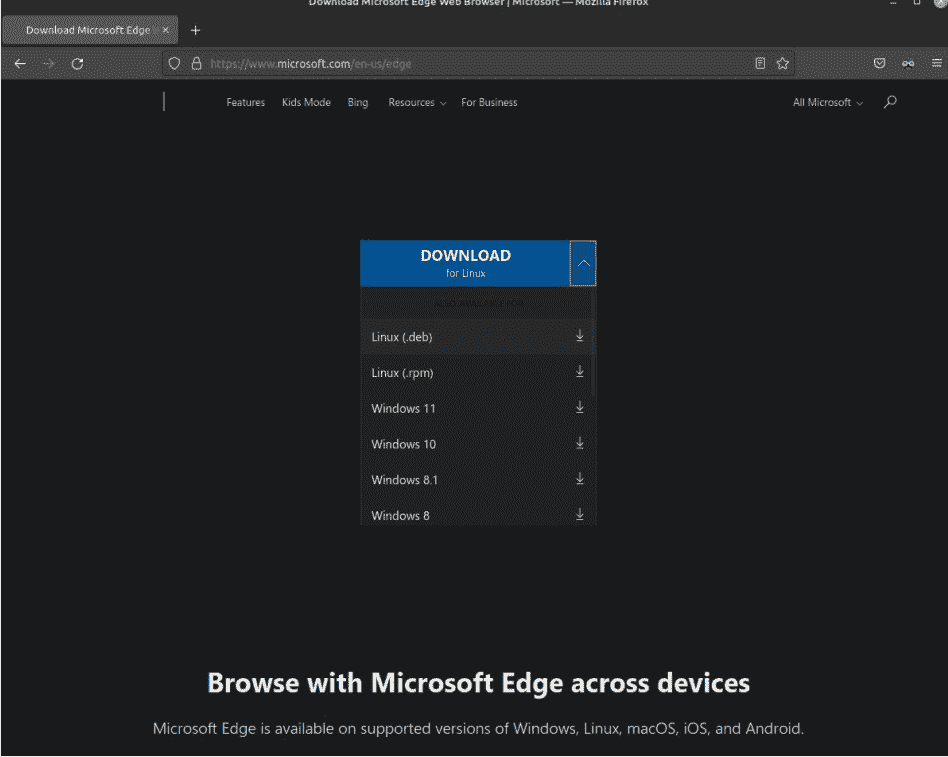 Download Microsoft Edge Web Browser | Microsoft — Mozilla Firefox
Download Microsoft Edge
https://www.microsoft.com/en-us/edge
Features Kids Mode Bing Resources For Business All Microsoft
DOWNLOAD
for Linux
Linux (.deb)
Linux (.rpm)
Windows 11
Windows 10
Windows 8.1
Windows 8
Browse with Microsoft Edge across devices
Microsoft Edge is available on supported versions of Windows, Linux, macOS, iOS, and Android.